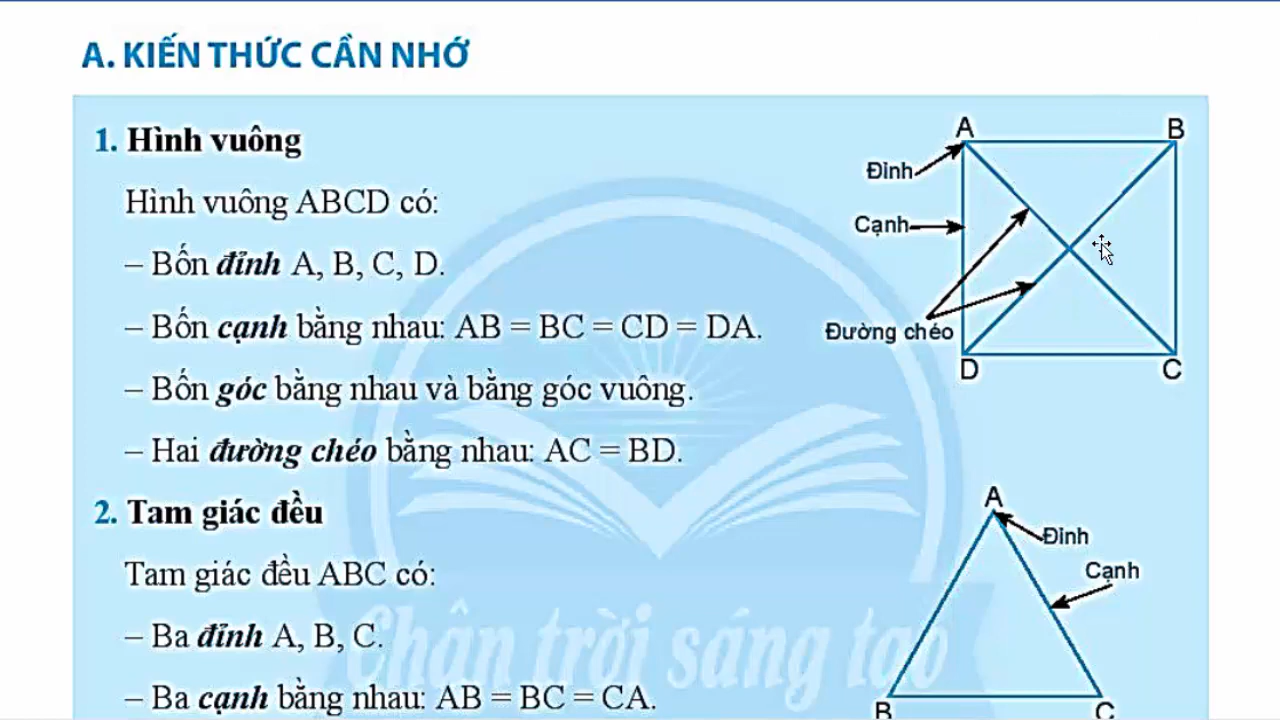 A. KIẾN THỨC CẦN NHỚ
1. Hình vuông
Hình vuông ABCD có:
– Bốn đỉnh A, B, C, D.
– Bốn cạnh bằng nhau: AB = BC = CD = DA.
– Bốn góc bằng nhau và bằng góc vuông.
– Hai đường chéo bằng nhau: AC = BD.
A B
Đỉnh
Cạnh
Đường chéo
D C
2. Tam giác đều
Tam giác đều ABC có:
– Ba đỉnh A, B, C.
– Ba cạnh bằng nhau: AB = BC = CA.
A
Đỉnh
Cạnh
B C
Chân trời sáng tạo